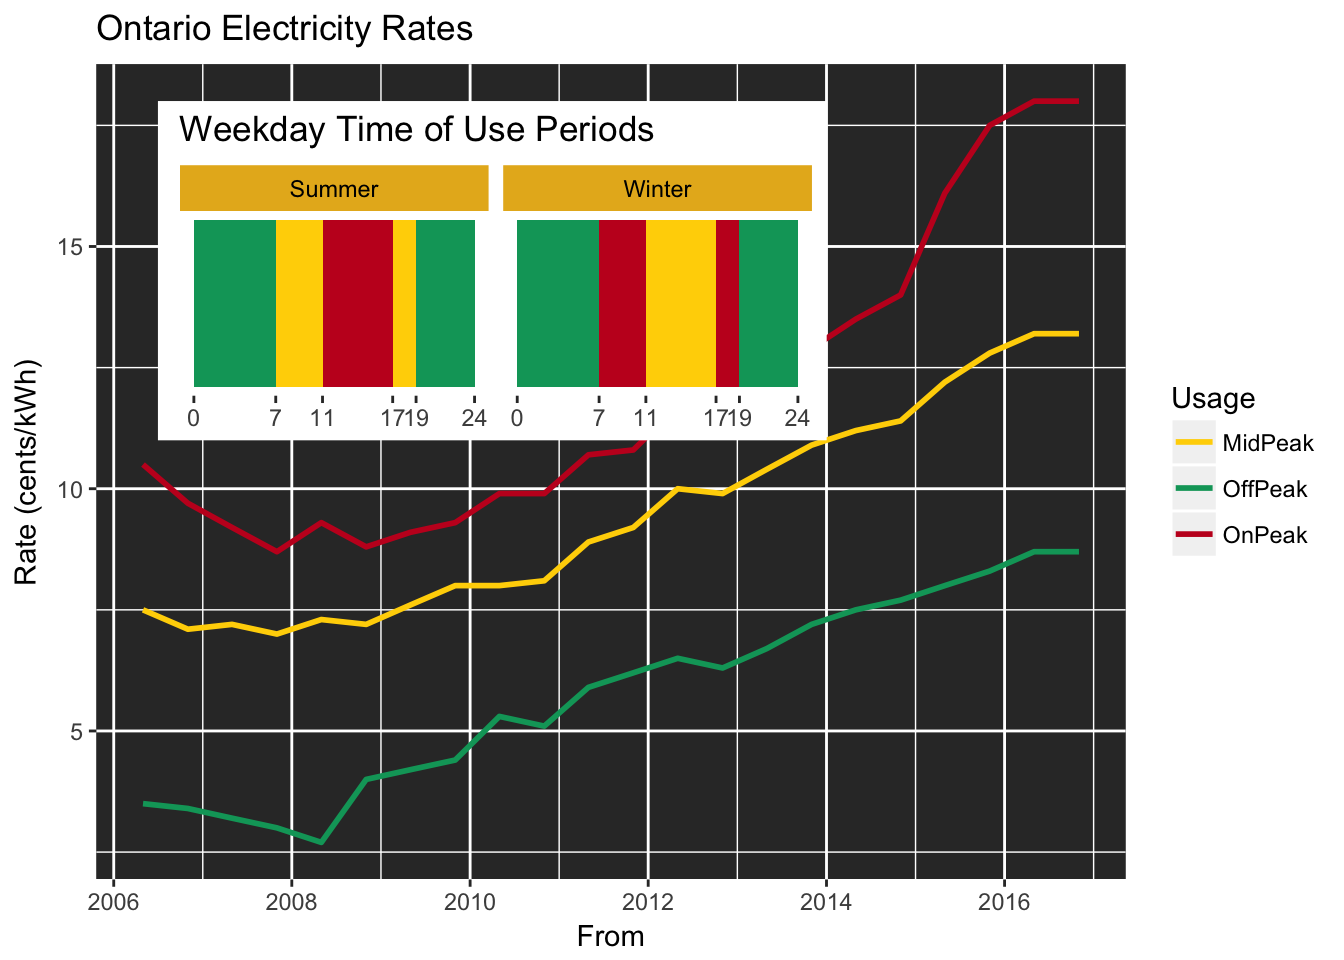 Ontario Electricity Rates
Weekday Time of Use Periods
Summer Winter
0 7 11 17 19 24 0 7 11 17 19 24
15
10
5
Rate (cents/kWh)
2006 2008 2010 2012 2014 2016
From
Usage
MidPeak
OffPeak
OnPeak